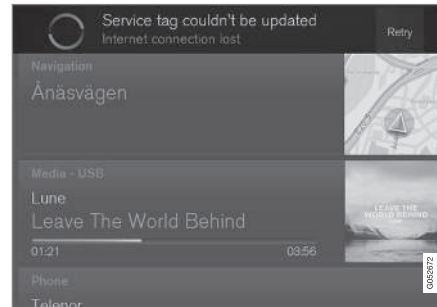 Service tag couldn't be updated
Internet connection lost
Retry
Navigation
Ånäsvägen
Media - USB
Lune
Leave The World Behind
01:21
03:56
LEAVE THE
WORLD BEHIND
Phone
Telenor
G052672